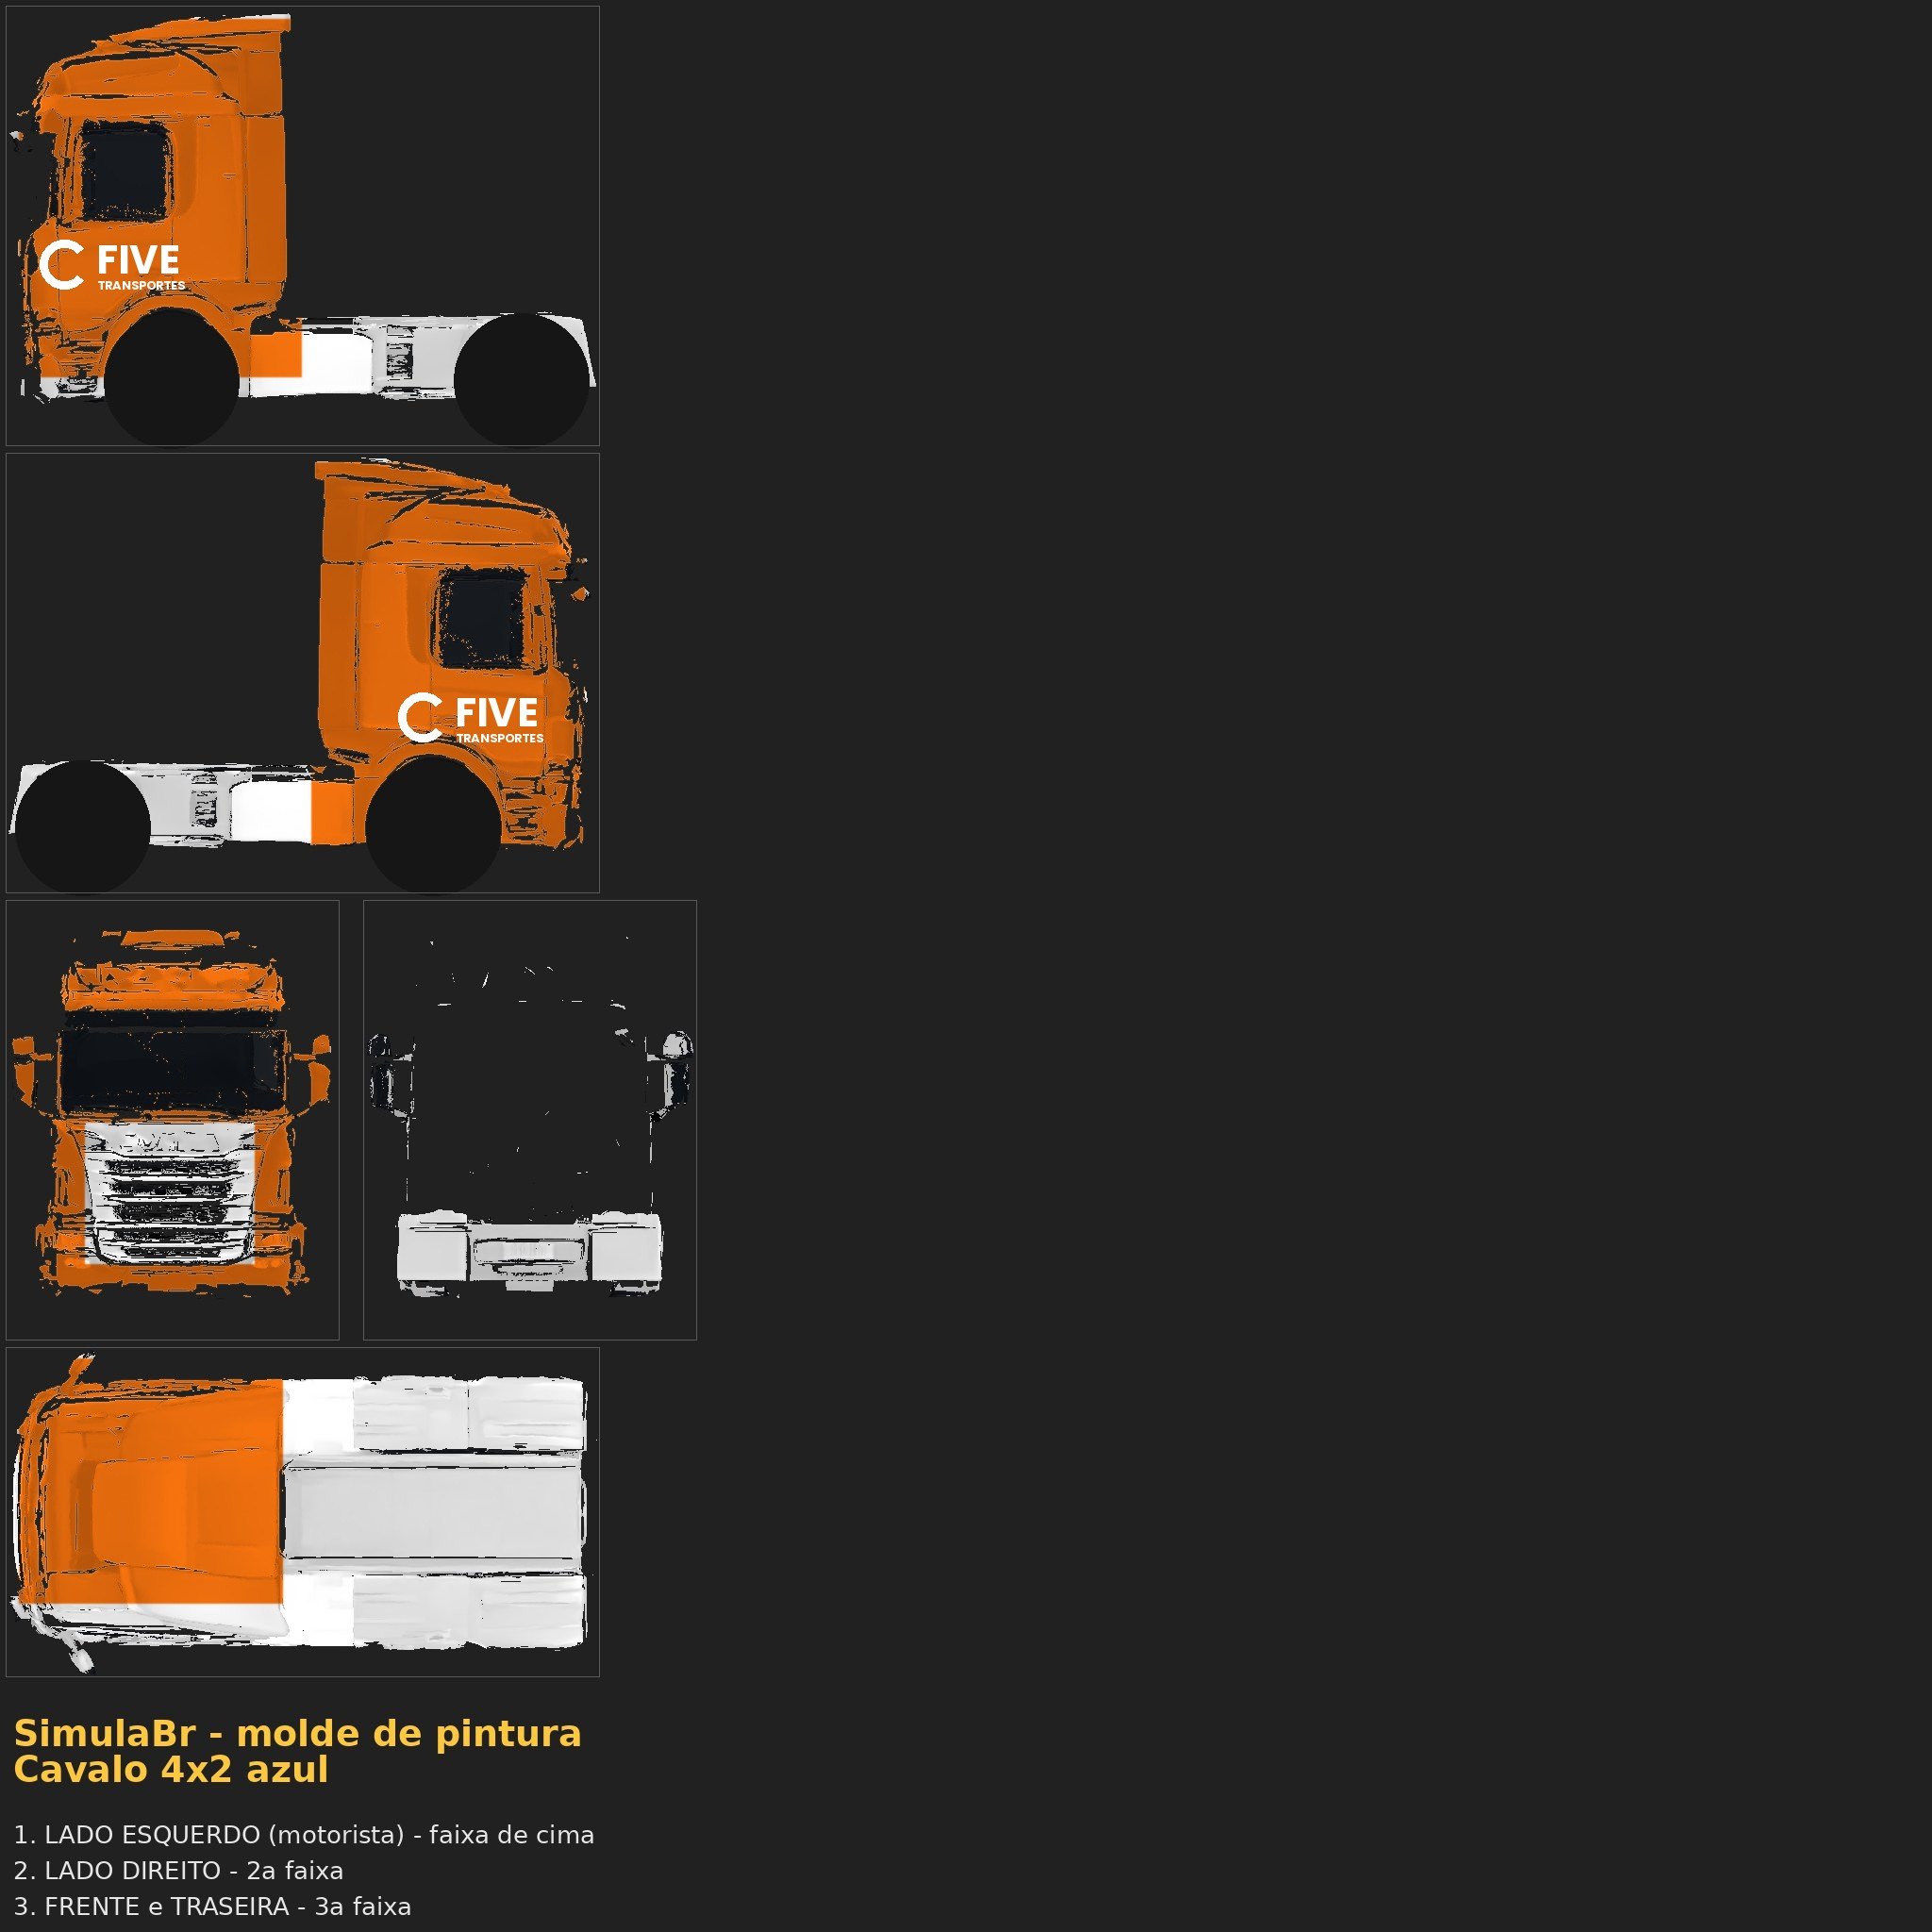 FIVE
TRANSPORTES
FIVE
TRANSPORTES
SimulaBr - molde de pintura
Cavalo 4x2 azul
1. LADO ESQUERDO (motorista) - faixa de cima
2. LADO DIREITO - 2a faixa
3. FRENTE e TRASEIRA - 3a faixa